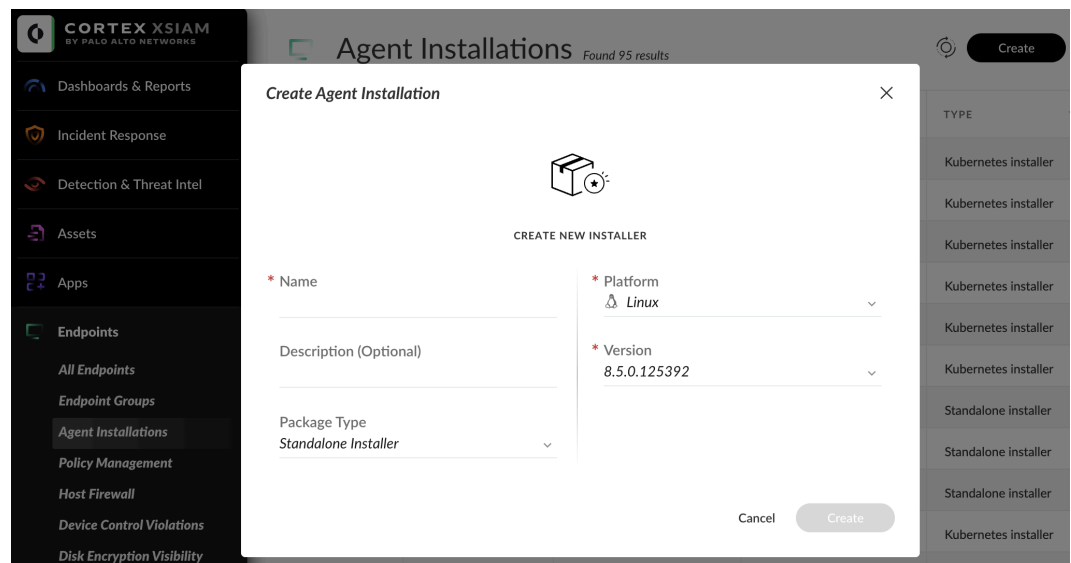 CORTEX XSIAM
BY PALO ALTO NETWORKS
Dashboards & Reports
Incident Response
Detection & Threat Intel
Assets
Apps
Endpoints
All Endpoints
Endpoint Groups
Agent Installations
Policy Management
Host Firewall
Device Control Violations
Disk Encryption Visibility
Agent Installations Found 95 results
Create
Create Agent Installation
CREATE NEW INSTALLER
* Name
Description (Optional)
Package Type
Standalone Installer
* Platform
Linux
* Version
8.5.0.125392
Cancel
Create
TYPE
Kubernetes installer
Kubernetes installer
Kubernetes installer
Kubernetes installer
Kubernetes installer
Kubernetes installer
Standalone installer
Standalone installer
Standalone installer
Kubernetes installer